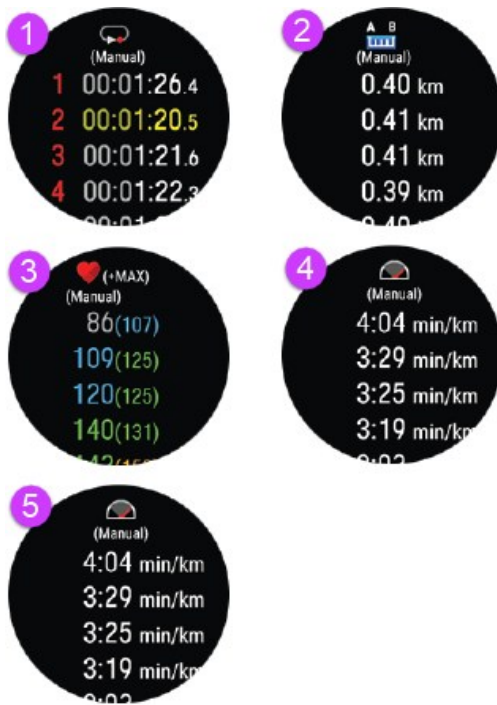 1
(Manual)
1 00:01:26.4
2 00:01:20.5
3 00:01:21.6
4 00:01:22.3
2
A B
(Manual)
0.40 km
0.41 km
0.41 km
0.39 km
3
(+MAX)
(Manual)
86(107)
109(125)
120(125)
140(131)
4
(Manual)
4:04 min/km
3:29 min/km
3:25 min/km
3:19 min/km
5
(Manual)
4:04 min/km
3:29 min/km
3:25 min/km
3:19 min/km